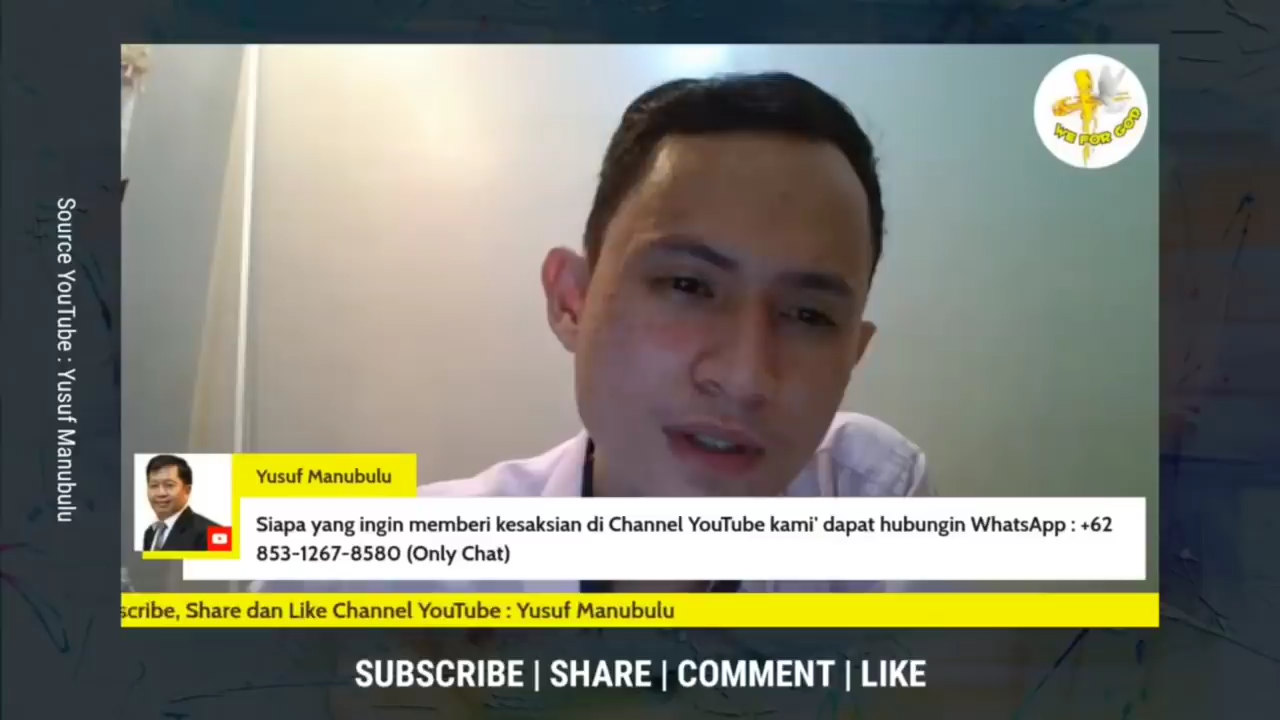 WE FOR GOD
Source YouTube : Yusuf Manubulu
Yusuf Manubulu
Siapa yang ingin memberi kesaksian di Channel YouTube kami' dapat hubungin WhatsApp : +62
853-1267-8580 (Only Chat)
scribe, Share dan Like Channel YouTube : Yusuf Manubulu
SUBSCRIBE | SHARE | COMMENT | LIKE